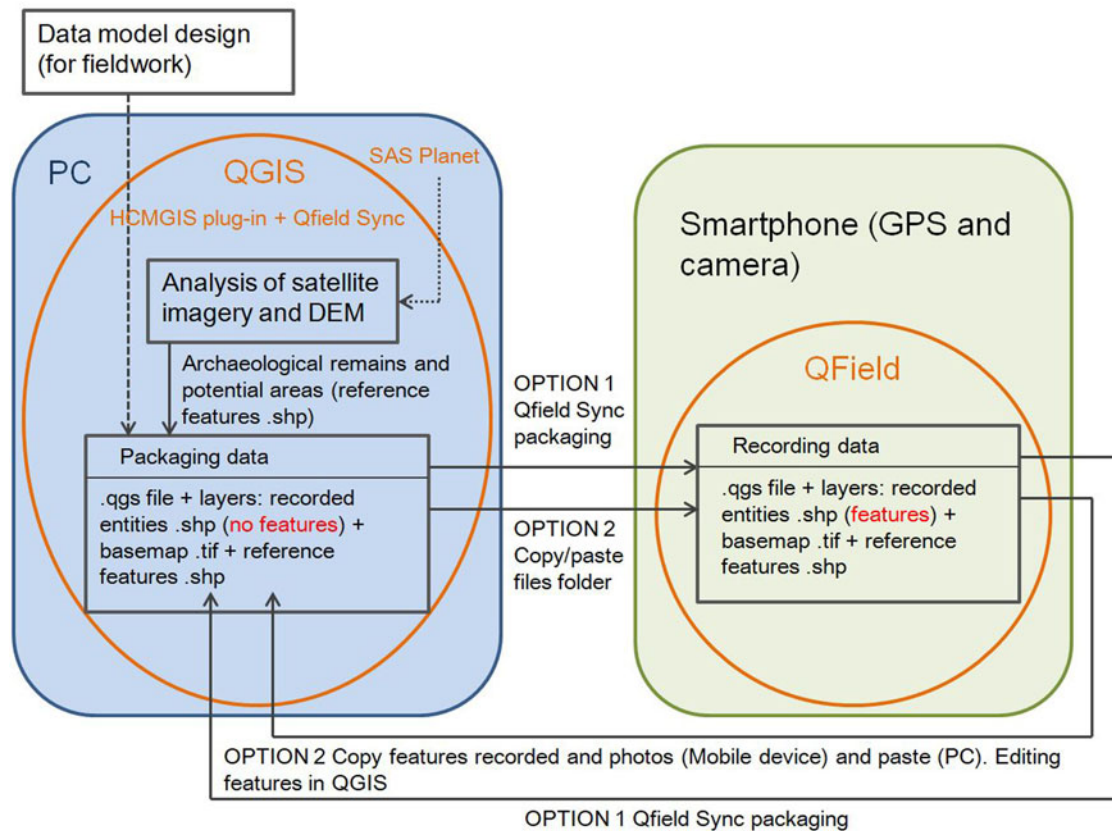 Data model design
(for fieldwork)
PC
QGIS
SAS Planet
HCMGIS plug-in + Qfield Sync
Analysis of satellite
imagery and DEM
Archaeological remains and
potential areas (reference
features .shp)
Packaging data
.qgs file + layers: recorded
entities .shp (no features) +
basemap .tif + reference
features .shp
OPTION 1
Qfield Sync
packaging
OPTION 2
Copy/paste
files folder
Smartphone (GPS and
camera)
QField
Recording data
.qgs file + layers: recorded
entities .shp (features) +
basemap .tif + reference
features .shp
OPTION 2 Copy features recorded and photos (Mobile device) and paste (PC). Editing
features in QGIS
OPTION 1 Qfield Sync packaging